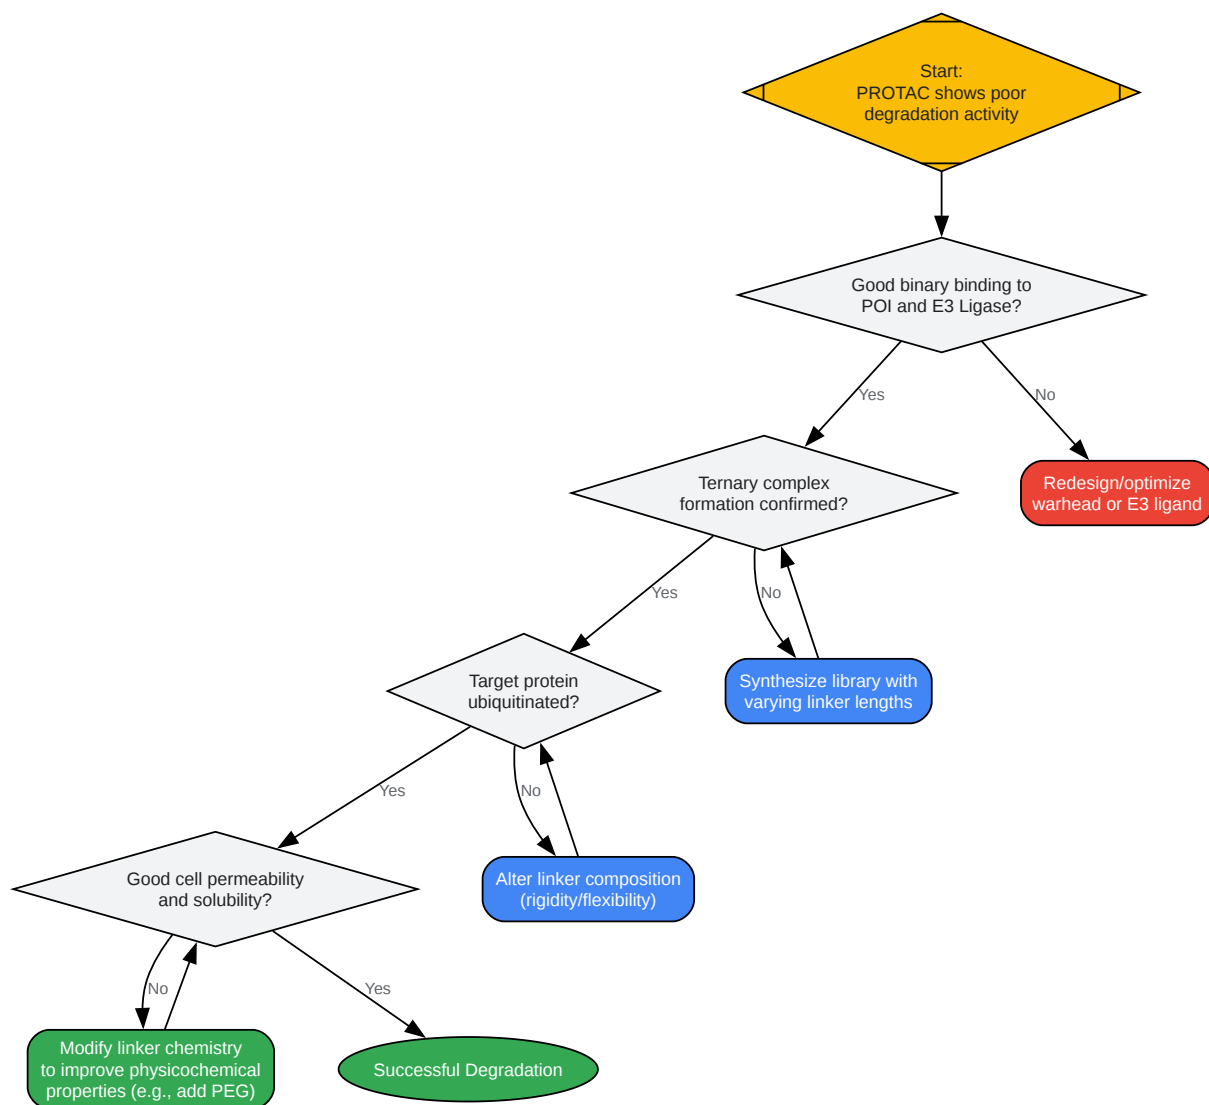 Start:
PROTAC shows poor
degradation activity
Good binary binding to
POI and E3 Ligase?
Yes
No
Ternary complex
formation confirmed?
Redesign/optimize
warhead or E3 ligand
Yes
No
Target protein
ubiquitinated?
Synthesize library with
varying linker lengths
Yes
No
Good cell permeability
and solubility?
Alter linker composition
(rigidity/flexibility)
No
Yes
Modify linker chemistry
to improve physicochemical
properties (e.g., add PEG)
Successful Degradation